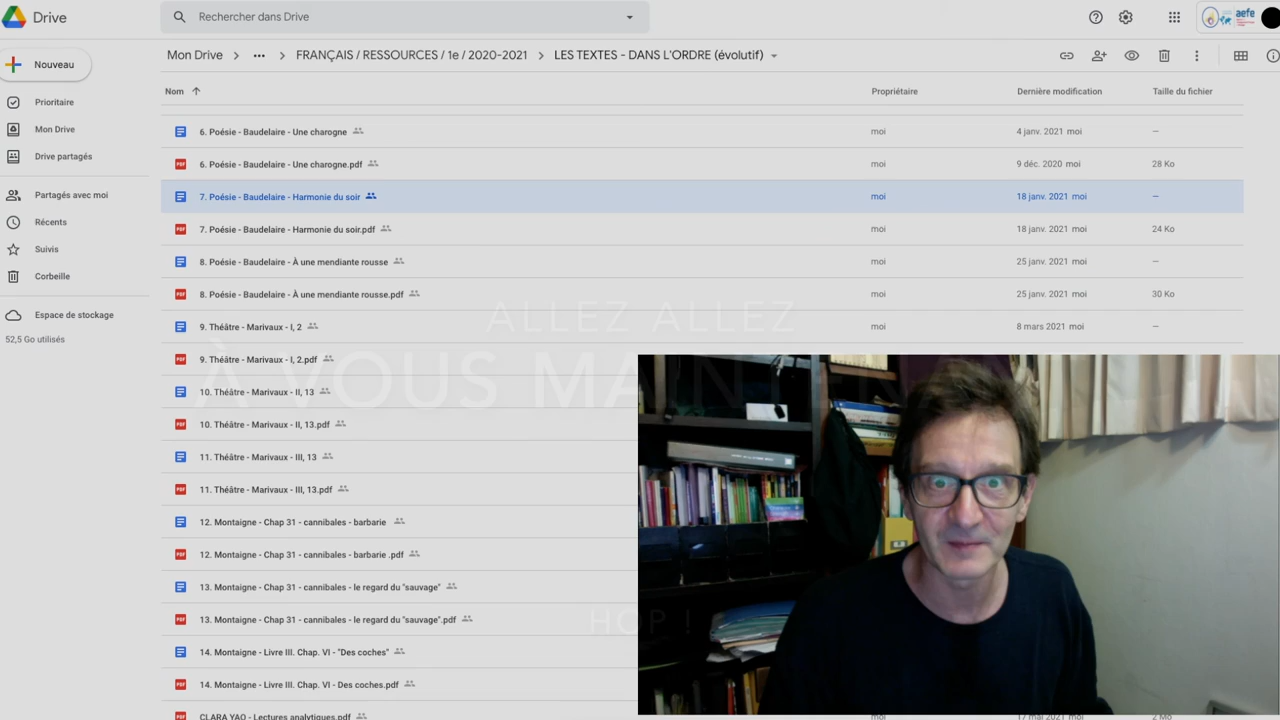 Drive
Rechercher dans Drive
aefe
Nouveau
Mon Drive
FRANÇAIS / RESSOURCES / 1e / 2020-2021
LES TEXTES - DANS L'ORDRE (évolutif)
Prioritaire
Mon Drive
Drive partagés
Partagés avec moi
Récents
Suivis
Corbeille
Espace de stockage
52,5 Go utilisés
Nom
Propriétaire
Dernière modification
Taille du fichier
6. Poésie - Baudelaire - Une charogne moi 4 janv. 2021 moi —
6. Poésie - Baudelaire - Une charogne.pdf moi 9 déc. 2020 moi 28 Ko
7. Poésie - Baudelaire - Harmonie du soir moi 18 janv. 2021 moi —
7. Poésie - Baudelaire - Harmonie du soir.pdf moi 18 janv. 2021 moi 24 Ko
8. Poésie - Baudelaire - À une mendiante rousse moi 25 janv. 2021 moi —
8. Poésie - Baudelaire - À une mendiante rousse.pdf moi 25 janv. 2021 moi 30 Ko
ALLEZ ALLEZ
9. Théâtre - Marivaux - I, 2 moi 8 mars 2021 moi —
9. Théâtre - Marivaux - I, 2.pdf
À VOUS MAINTENANT
10. Théâtre - Marivaux - II, 13
10. Théâtre - Marivaux - II, 13.pdf
11. Théâtre - Marivaux - III, 13
11. Théâtre - Marivaux - III, 13.pdf
12. Montaigne - Chap 31 - cannibales - barbarie
12. Montaigne - Chap 31 - cannibales - barbarie .pdf
13. Montaigne - Chap 31 - cannibales - le regard du "sauvage"
13. Montaigne - Chap 31 - cannibales - le regard du "sauvage".pdf
HOP !
14. Montaigne - Livre III. Chap. VI - "Des coches"
14. Montaigne - Livre III. Chap. VI - Des coches.pdf
CLARA YAO - Lectures analytiques.pdf
17 mai 2021 moi
2 Mo